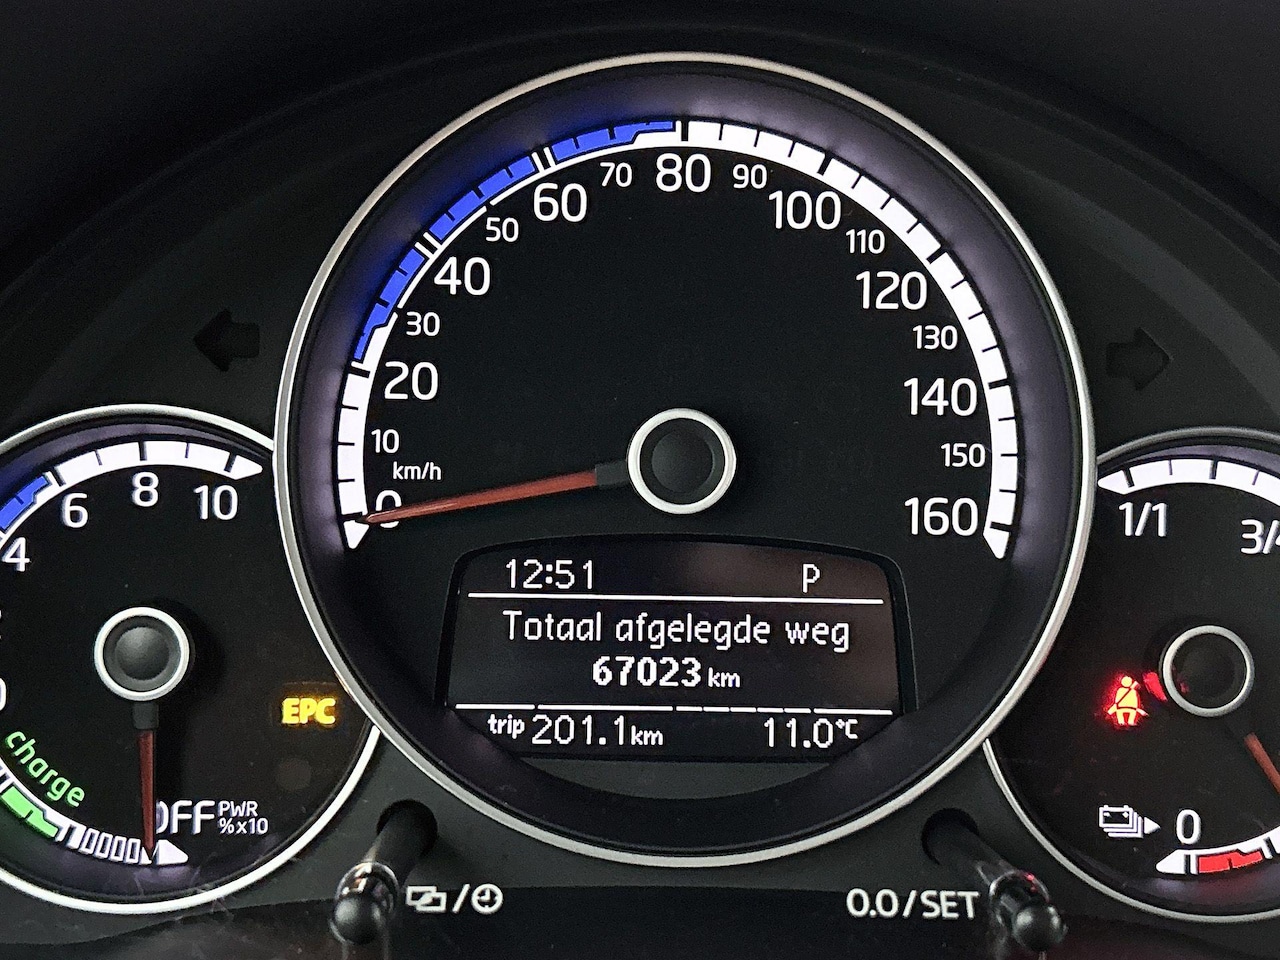 70 80 90
60 100
50 110
40 120
30 130
20 140
10 150
km/h
0 160
4 6 8 10
1/1 3/4
12:51 P
Totaal afgelegde weg
67023 km
trip 201.1 km 11.0°C
EPC
charge
OFF PWR
%x10
0
/
0.0/SET